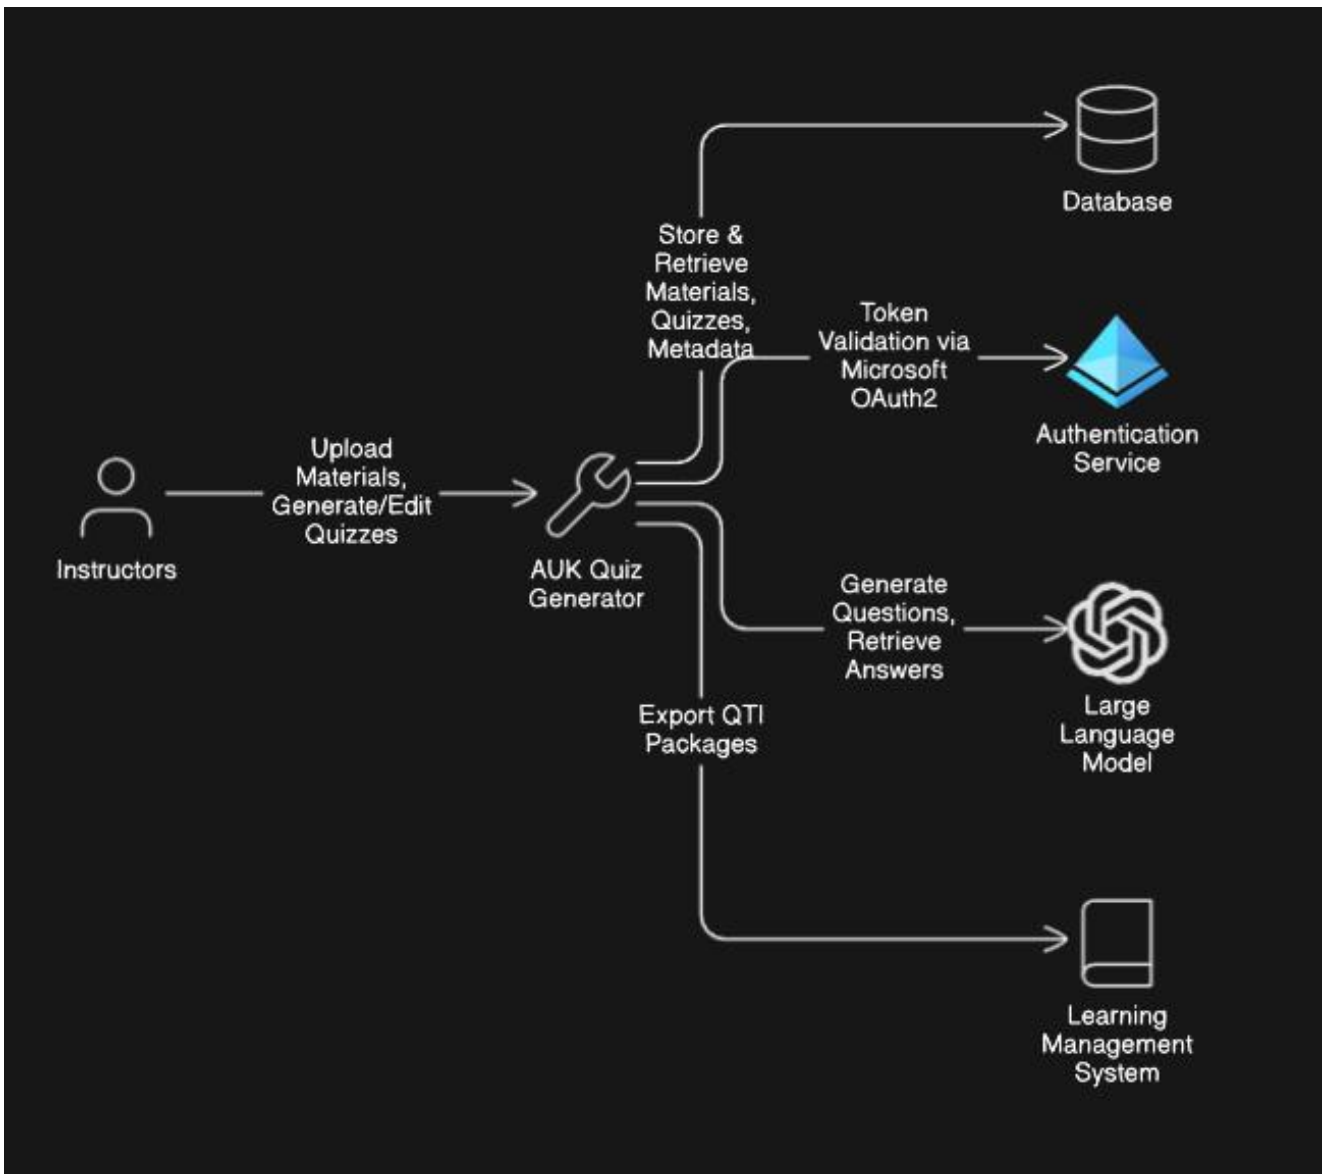 Instructors
Upload
Materials,
Generate/Edit
Quizzes
AUK Quiz
Generator
Store &
Retrieve
Materials,
Quizzes,
Metadata
Database
Token
Validation via
Microsoft
OAuth2
Authentication
Service
Generate
Questions,
Retrieve
Answers
Large
Language
Model
Export QTI
Packages
Learning
Management
System